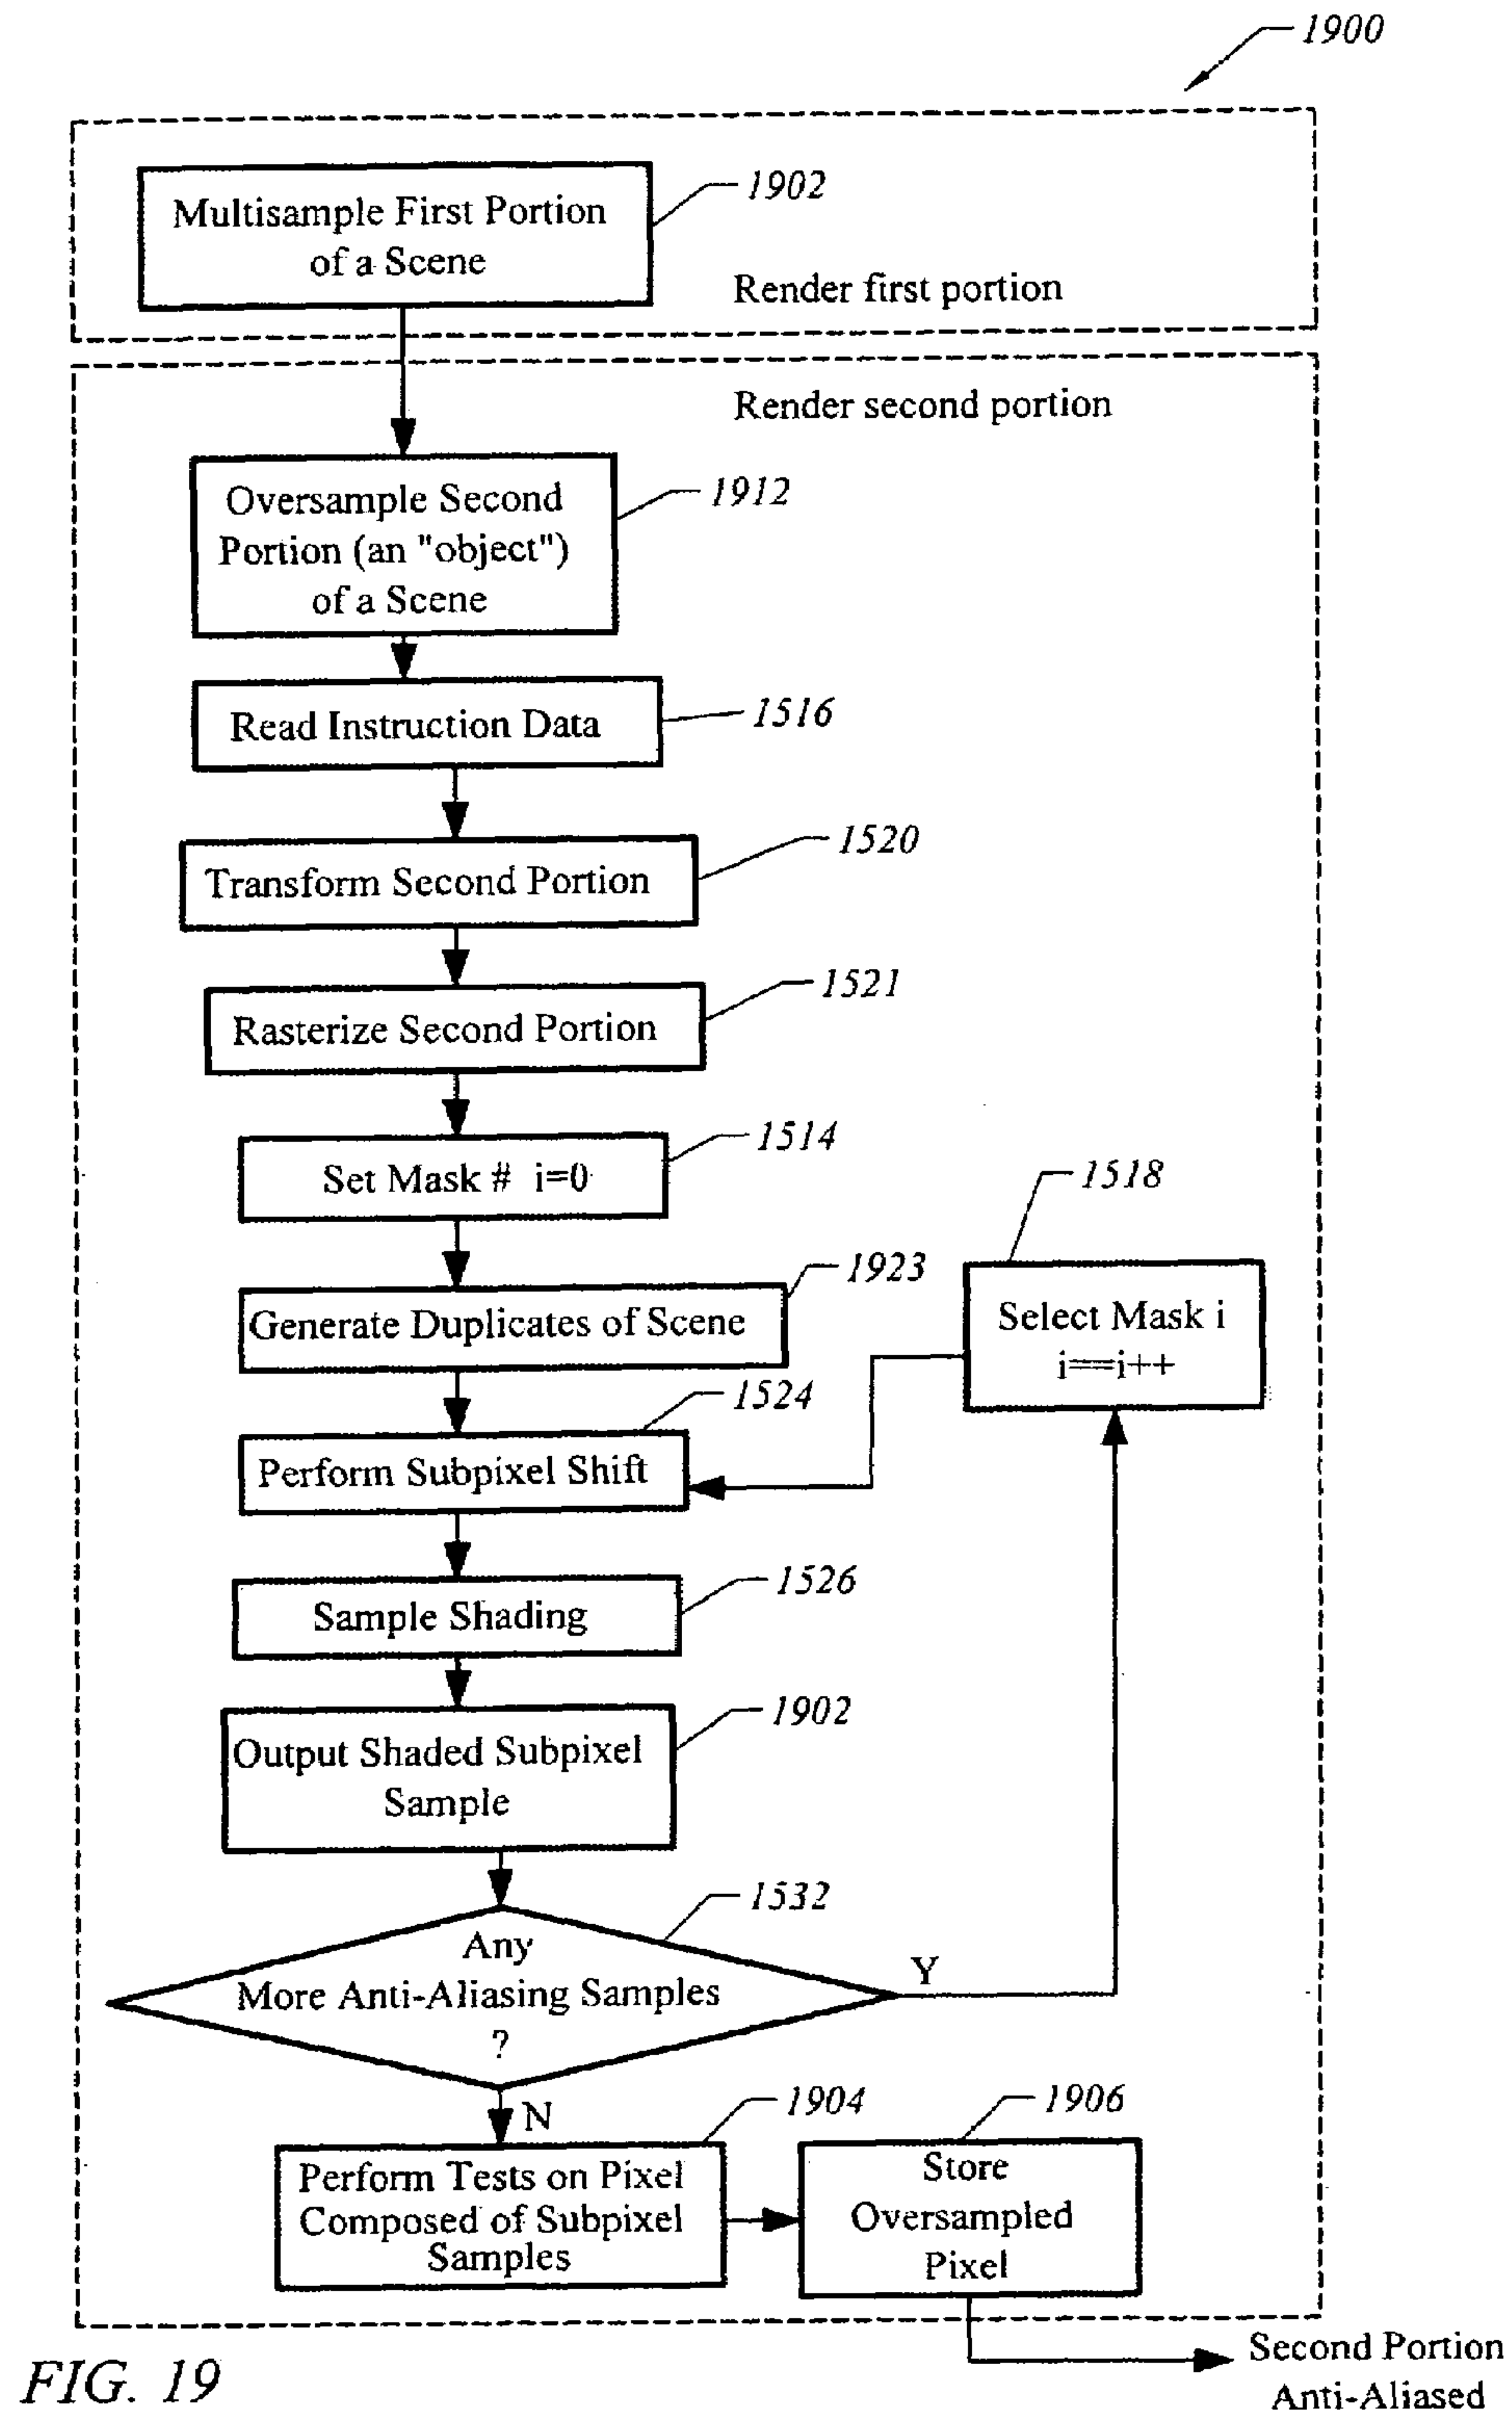 1900
Multisample First Portion
of a Scene
1902
Render first portion
Render second portion
Oversample Second
Portion (an "object")
of a Scene
1912
Read Instruction Data
1516
Transform Second Portion
1520
Rasterize Second Portion
1521
Set Mask # i=0
1514
Generate Duplicates of Scene
1923
Select Mask i
i==i++
1518
Perform Subpixel Shift
1524
Sample Shading
1526
Output Shaded Subpixel
Sample
1902
Any
More Anti-Aliasing Samples
?
1532
Y
N
Perform Tests on Pixel
Composed of Subpixel
Samples
1904
Store
Oversampled
Pixel
1906
Second Portion
Anti-Aliased
FIG. 19